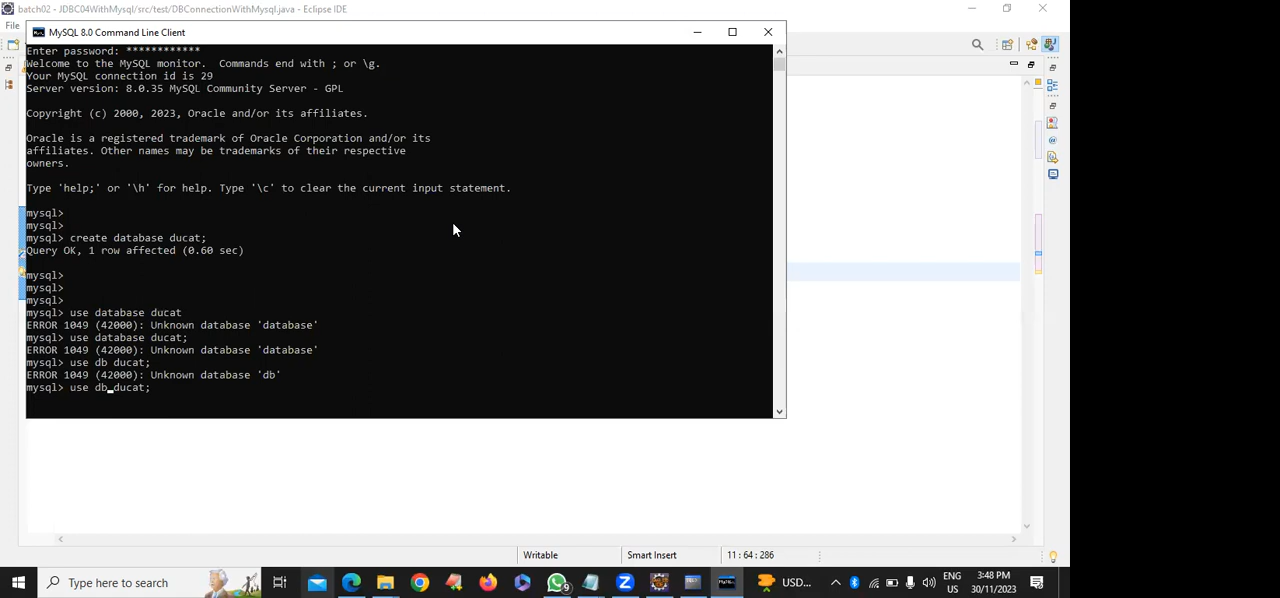 batch02 - JDBC04WithMysql/src/test/DBConnectionWithMysql.java - Eclipse IDE
File
MySQL 8.0 Command Line Client
Enter password: ************
Welcome to the MySQL monitor.  Commands end with ; or \g.
Your MySQL connection id is 29
Server version: 8.0.35 MySQL Community Server - GPL
Copyright (c) 2000, 2023, Oracle and/or its affiliates.
Oracle is a registered trademark of Oracle Corporation and/or its
affiliates. Other names may be trademarks of their respective
owners.
Type 'help;' or '\h' for help. Type '\c' to clear the current input statement.
mysql>
mysql>
mysql> create database ducat;
Query OK, 1 row affected (0.60 sec)
mysql>
mysql>
mysql>
mysql> use database ducat
ERROR 1049 (42000): Unknown database 'database'
mysql> use database ducat;
ERROR 1049 (42000): Unknown database 'database'
mysql> use db ducat;
ERROR 1049 (42000): Unknown database 'db'
mysql> use db ducat;
Writable
Smart Insert
11 : 64 : 286
Type here to search
9
USD...
ENG
US
3:48 PM
30/11/2023